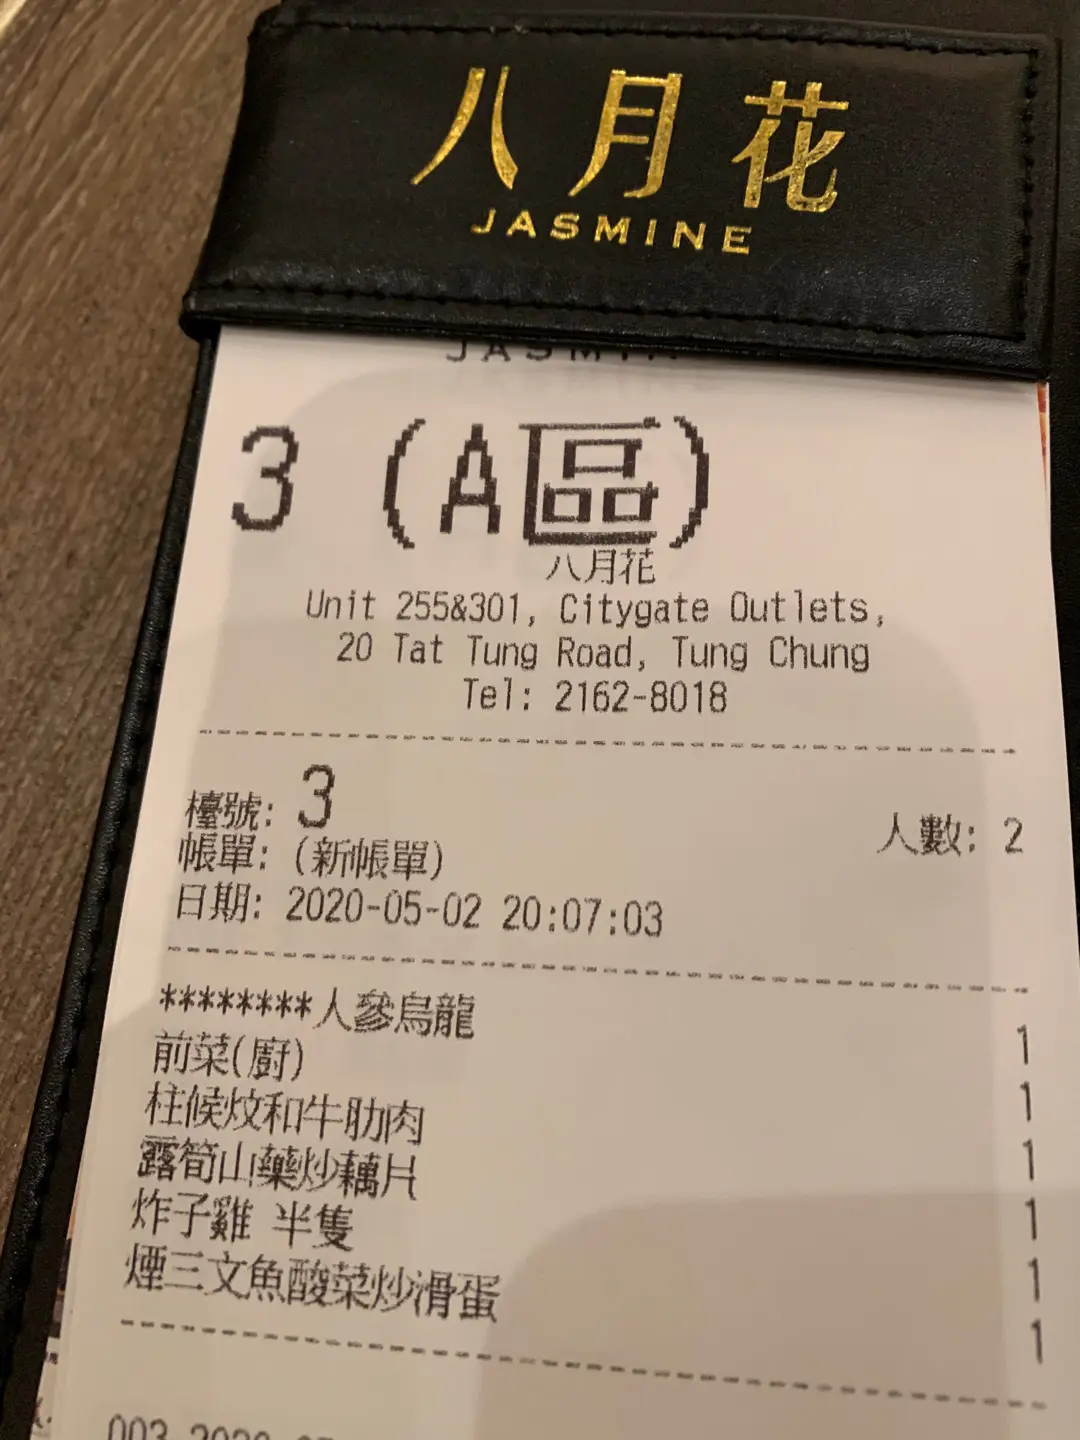 八月花
JASMINE
3 (A區)
八月花
Unit 255&301, Citygate Outlets,
20 Tat Tung Road, Tung Chung
Tel: 2162-8018
檯號: 3 人數: 2
帳單: (新帳單)
日期: 2020-05-02 20:07:03
********人參烏龍 1
前菜(廚) 1
柱候炆和牛肋肉 1
露筍山藥炒藕片 1
炸子雞 半隻 1
煙三文魚酸菜炒滑蛋 1
003 2020